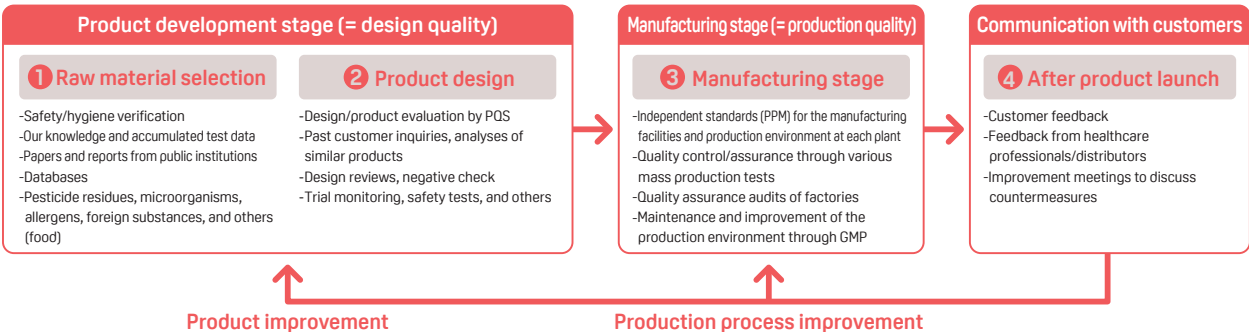 Product development stage (= design quality)
1 Raw material selection
-Safety/hygiene verification
-Our knowledge and accumulated test data
-Papers and reports from public institutions
-Databases
-Pesticide residues, microorganisms,
allergens, foreign substances, and others
(food)
2 Product design
-Design/product evaluation by PQS
-Past customer inquiries, analyses of
similar products
-Design reviews, negative check
-Trial monitoring, safety tests, and others
Manufacturing stage (= production quality)
3 Manufacturing stage
-Independent standards (PPM) for the manufacturing
facilities and production environment at each plant
-Quality control/assurance through various
mass production tests
-Quality assurance audits of factories
-Maintenance and improvement of the
production environment through GMP
Communication with customers
4 After product launch
-Customer feedback
-Feedback from healthcare
professionals/distributors
-Improvement meetings to discuss
countermeasures
Product improvement
Production process improvement